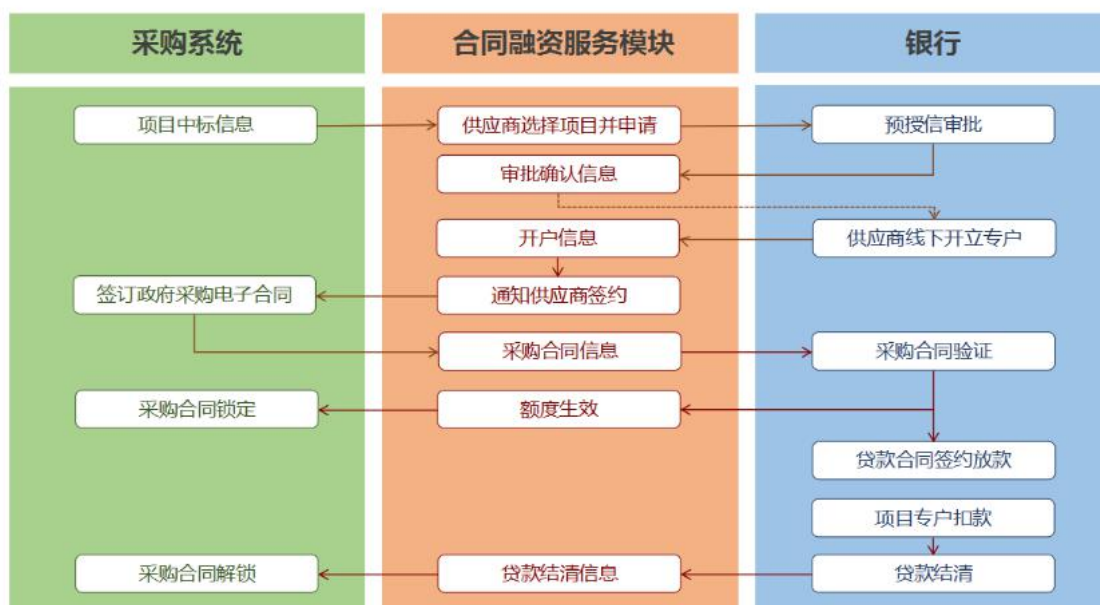 采购系统
合同融资服务模块
银行
项目中标信息
供应商选择项目并申请
预授信审批
审批确认信息
开户信息
供应商线下开立专户
签订政府采购电子合同
通知供应商签约
采购合同信息
采购合同验证
采购合同锁定
额度生效
贷款合同签约放款
项目专户扣款
采购合同解锁
贷款结清信息
贷款结清